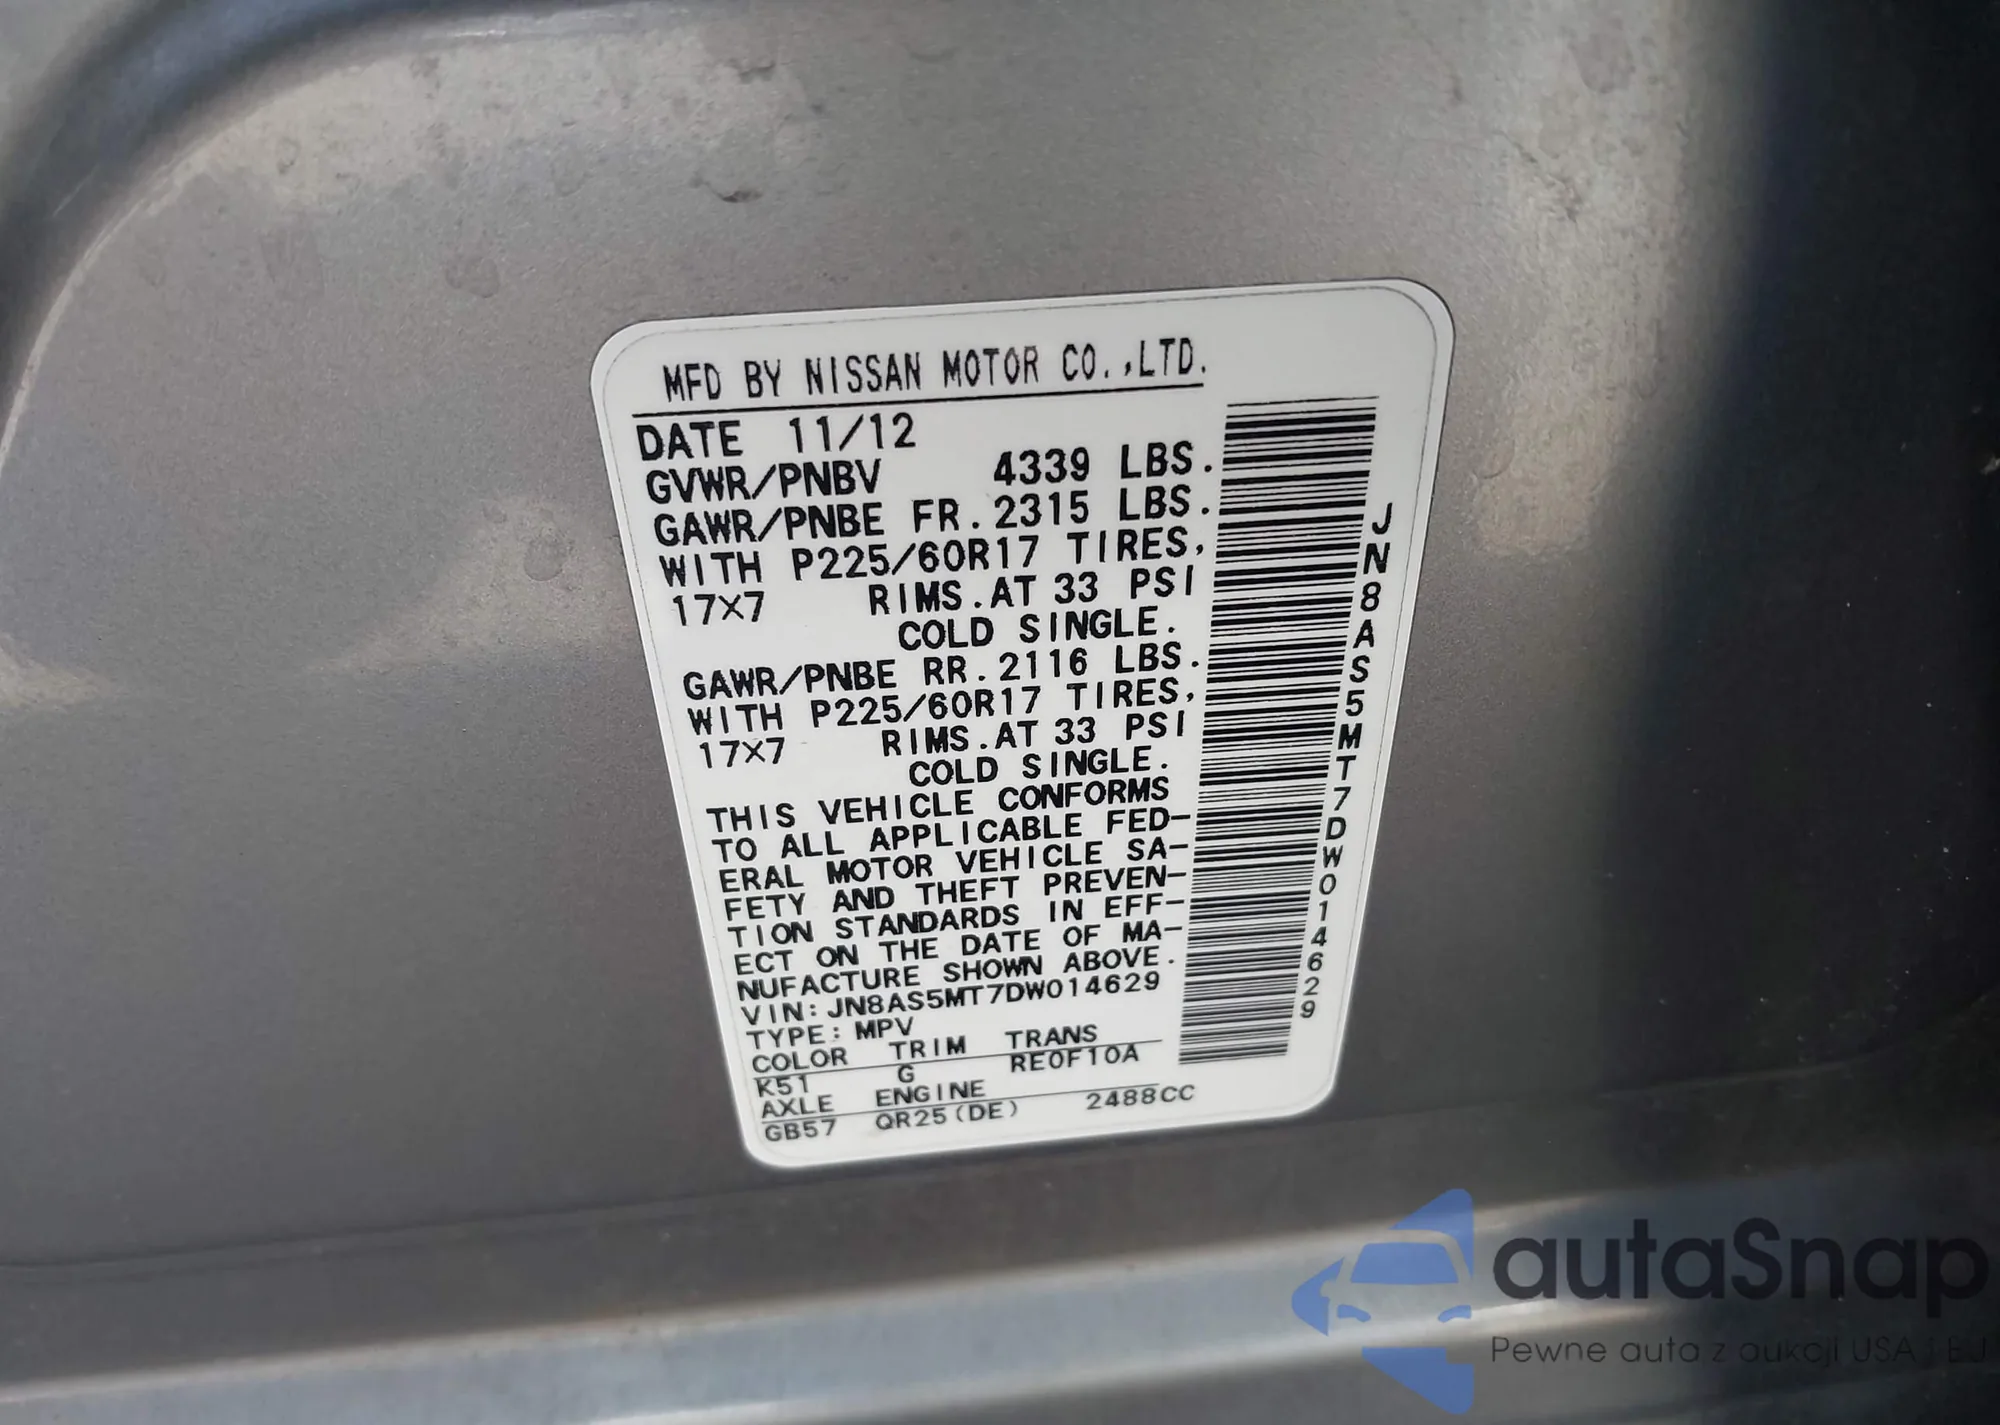 MFD BY NISSAN MOTOR CO.,LTD.
DATE 11/12
GVWR/PNBV 4339 LBS.
GAWR/PNBE FR.2315 LBS.
WITH P225/60R17 TIRES,
17X7 RIMS.AT 33 PSI
COLD SINGLE.
GAWR/PNBE RR.2116 LBS.
WITH P225/60R17 TIRES,
17X7 RIMS.AT 33 PSI
COLD SINGLE.
THIS VEHICLE CONFORMS
TO ALL APPLICABLE FED-
ERAL MOTOR VEHICLE SA-
FETY AND THEFT PREVEN-
TION STANDARDS IN EFF-
ECT ON THE DATE OF MA-
NUFACTURE SHOWN ABOVE.
VIN:JN8AS5MT7DW014629
TYPE:MPV
COLOR TRIM TRANS
K51 G RE0F10A
AXLE ENGINE
GB57 QR25(DE) 2488CC
JN8AS5MT7DW014629
autaSnap
Pewne auta z aukcji USA i EU